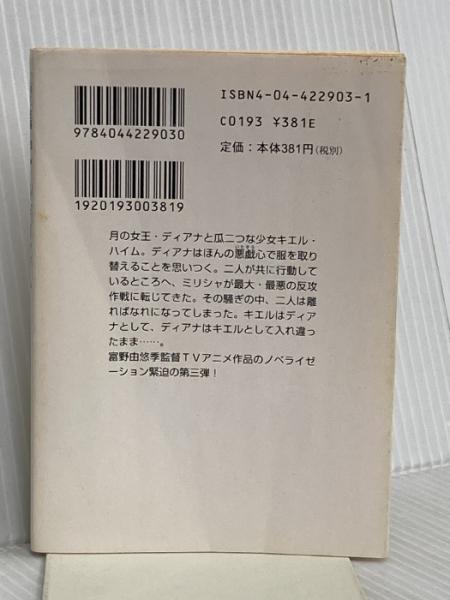 ISBN4-04-422903-1
C0193 ¥381E
定価：本体381円(税別)
9784044229030
1920193003819
月の女王・ディアナと瓜二つな少女キエル・
ハイム。ディアナはほんの悪戯心で服を取り
替えることを思いつく。二人が共に行動して
いるところへ、ミリシャが最大・最悪の反攻
作戦に転じてきた。その騒ぎの中、二人は離
ればなれになってしまった。キエルはディア
ナとして、ディアナはキエルとして入れ違っ
たまま……。
富野由悠季監督TVアニメ作品のノベライゼ
ーション緊迫の第三弾！